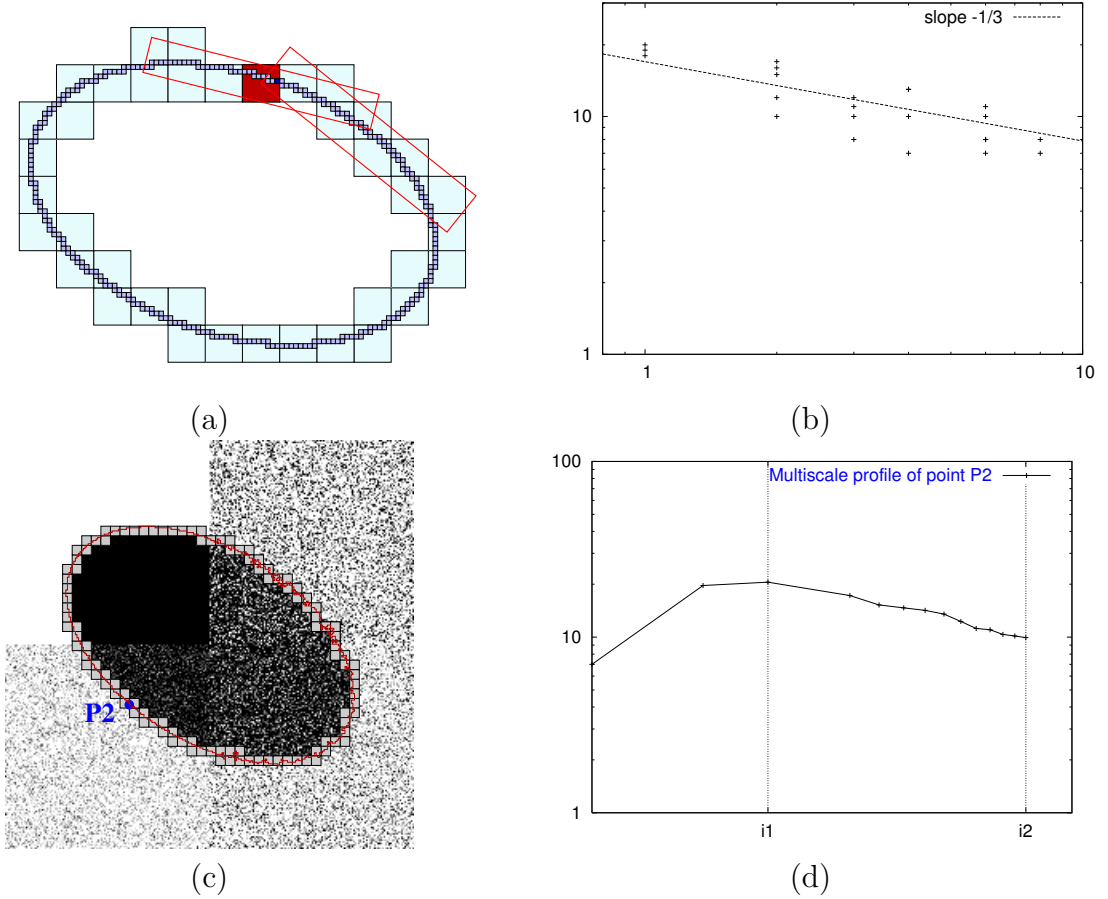 slope -1/3
10
1
1
10
(a)
(b)
P2
100
Multiscale profile of point P2
10
1
i1
i2
(c)
(d)